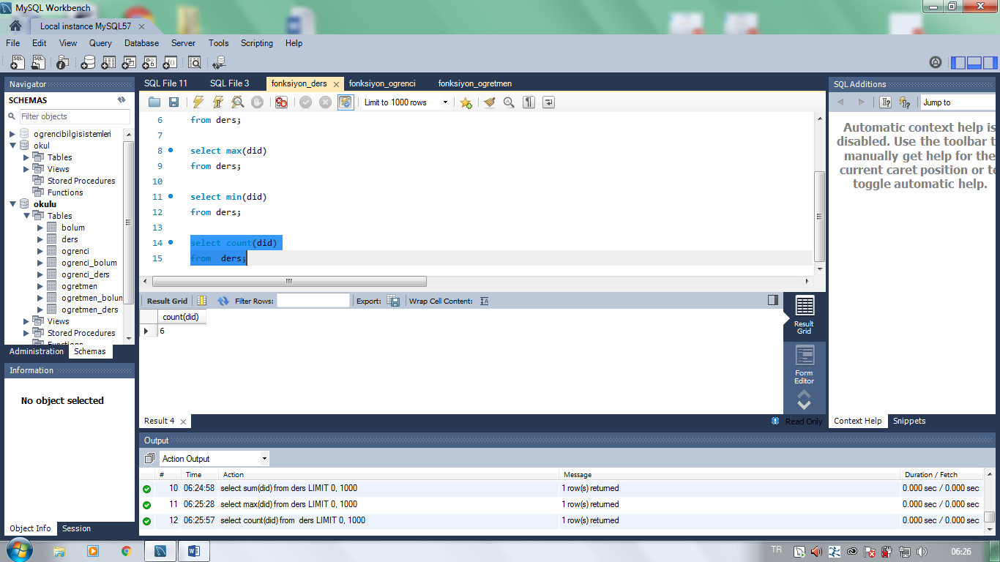 MySQL Workbench
Local instance MySQL57
File Edit View Query Database Server Tools Scripting Help
Navigator
SCHEMAS
Filter objects
ogrencibilgisistemleri
okul
Tables
Views
Stored Procedures
Functions
okulu
Tables
bolum
ders
ogrenci
ogrenci_bolum
ogrenci_ders
ogretmen
ogretmen_bolun
ogretmen_ders
Views
Stored Procedures
Functions
Administration Schemas
Information
No object selected
Object Info Session
SQL File 11 SQL File 3 fonksiyon_ders fonksiyon_ogrenci fonksiyon_ogretmen
Limit to 1000 rows
6 from ders;
7
8 select max(did)
9 from ders;
10
11 select min(did)
12 from ders;
13
14 select count(did)
15 from  ders;
Result Grid Filter Rows: Export: Wrap Cell Content:
count(did)
6
Result Grid
Form Editor
Result 4 Read Only
SQL Additions
Jump to
Automatic context help is
disabled. Use the toolbar t
manually get help for the
current caret position or to
toggle automatic help.
Context Help Snippets
Output
Action Output
# Time Action Message Duration / Fetch
10 06:24:58 select sum(did) from ders LIMIT 0, 1000 1 row(s) returned 0.000 sec / 0.000 sec
11 06:25:28 select max(did) from ders LIMIT 0, 1000 1 row(s) returned 0.000 sec / 0.000 sec
12 06:25:57 select count(did) from  ders LIMIT 0, 1000 1 row(s) returned 0.000 sec / 0.000 sec
TR 06:26